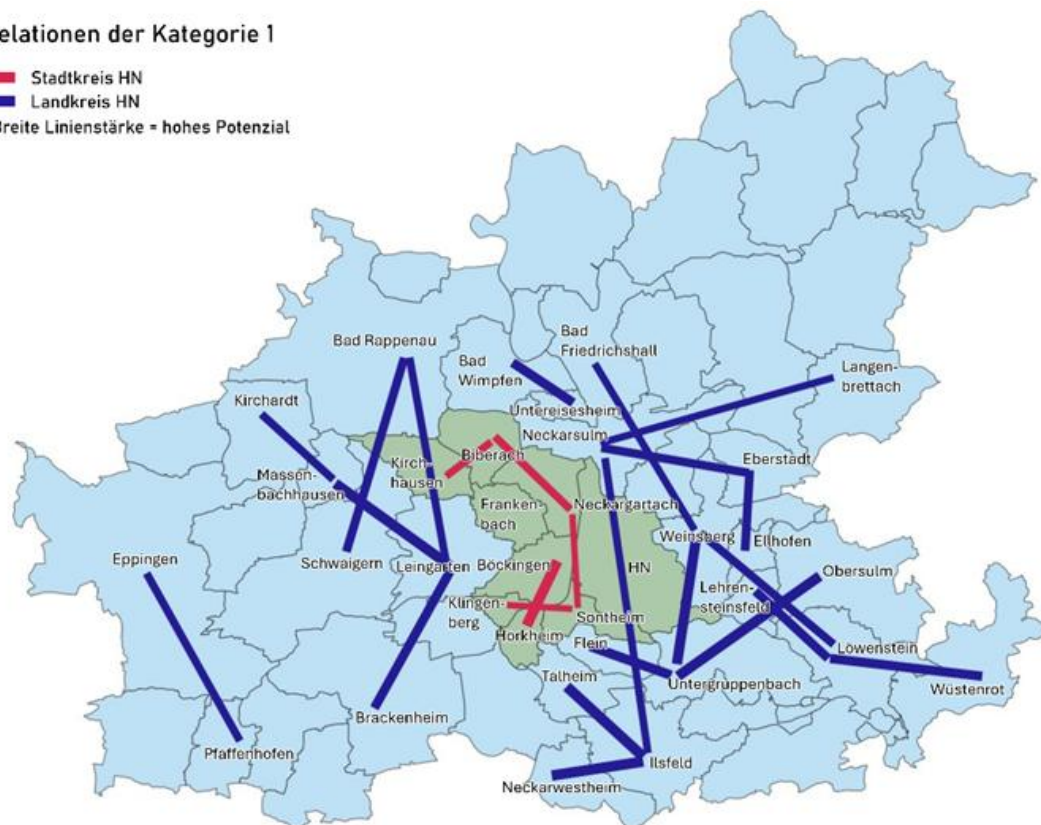 elationen der Kategorie 1
Stadtkreis HN
Landkreis HN
Breite Linienstärke = hohes Potenzial
Bad Rappenau
Bad
Wimpfen
Bad
Friedrichshall
Langen-
brettach
Kirchardt
Untereisesheim
Neckarsulm
Biberach
Kirch-
hausen
Eberstadt
Massen-
bachhausen
Franken-
bach
Neckargartach
Weinsberg
Ellhofen
Eppingen
Schwaigern
Leingarten
Böckingen
HN
Obersulm
Lehren-
steinsfeld
Klingen-
berg
Sontheim
Horkheim
Flein
Löwenstein
Talheim
Untergruppenbach
Wüstenrot
Brackenheim
Pfaffenhofen
Ilsfeld
Neckarwestheim